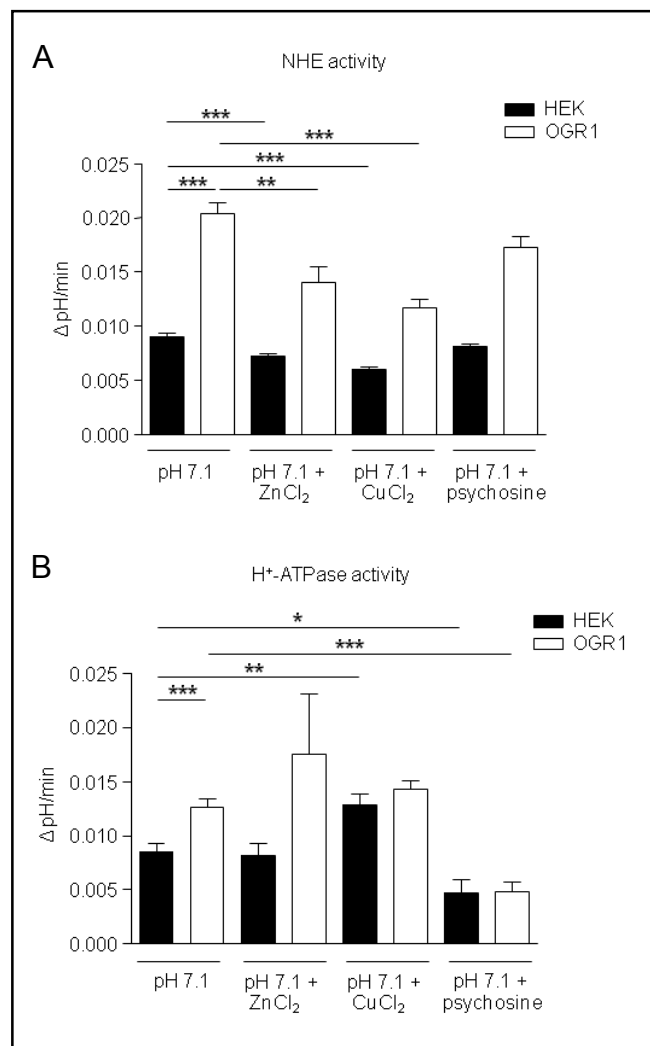 A
NHE activity
HEK
OGR1
***
***
***
***
**
0.025
0.020
0.015
0.010
0.005
0.000
ΔpH/min
pH 7.1
pH 7.1 +
ZnCl₂
pH 7.1 +
CuCl₂
pH 7.1 +
psychosine
B
H⁺-ATPase activity
HEK
OGR1
*
***
**
***
0.025
0.020
0.015
0.010
0.005
0.000
ΔpH/min
pH 7.1
pH 7.1 +
ZnCl₂
pH 7.1 +
CuCl₂
pH 7.1 +
psychosine